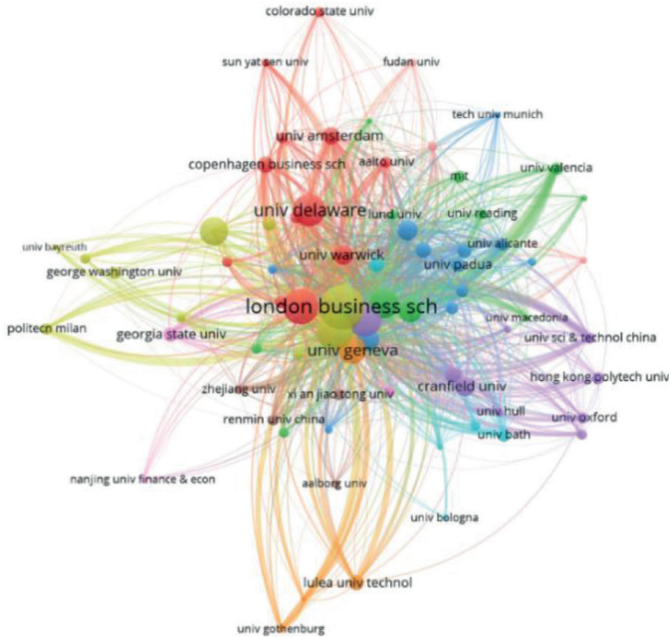 colorado state univ
sun yat sen univ
fudan univ
tech univ munich
univ amsterdam
copenhagen business sch
aalto univ
mit
univ valencia
univ delaware
lund univ
univ reading
univ bayreuth
univ warwick
univ alicante
george washington univ
univ padua
london business sch
politecn milan
georgia state univ
univ macedonia
univ sci & technol china
univ geneva
zhejiang univ
xi an jiao tong univ
cranfield univ
hong kong polytech univ
renmin univ china
univ hull
univ oxford
univ bath
nanjing univ finance & econ
aalborg univ
univ bologna
lulea univ technol
univ gothenburg